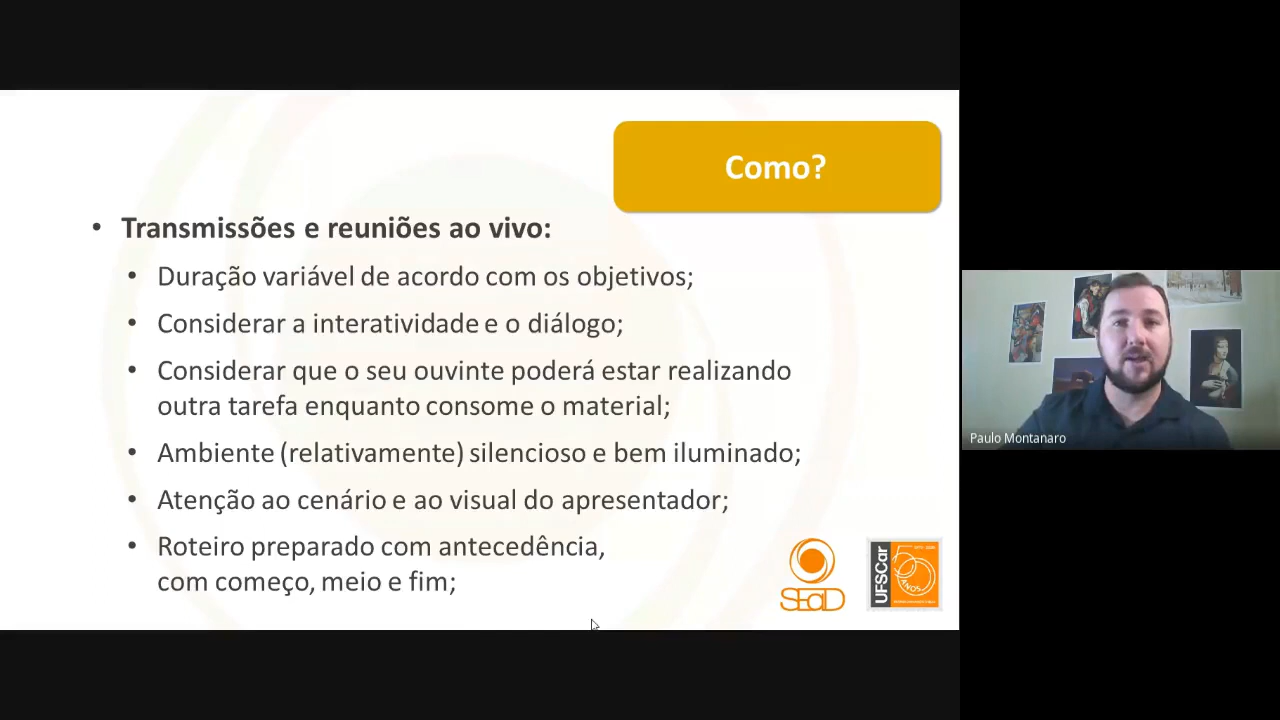 Como?
• Transmissões e reuniões ao vivo:
• Duração variável de acordo com os objetivos;
• Considerar a interatividade e o diálogo;
• Considerar que o seu ouvinte poderá estar realizando
outra tarefa enquanto consome o material;
• Ambiente (relativamente) silencioso e bem iluminado;
• Atenção ao cenário e ao visual do apresentador;
• Roteiro preparado com antecedência,
com começo, meio e fim;
SEaD
UFSCar
50
ANOS
Paulo Montanaro